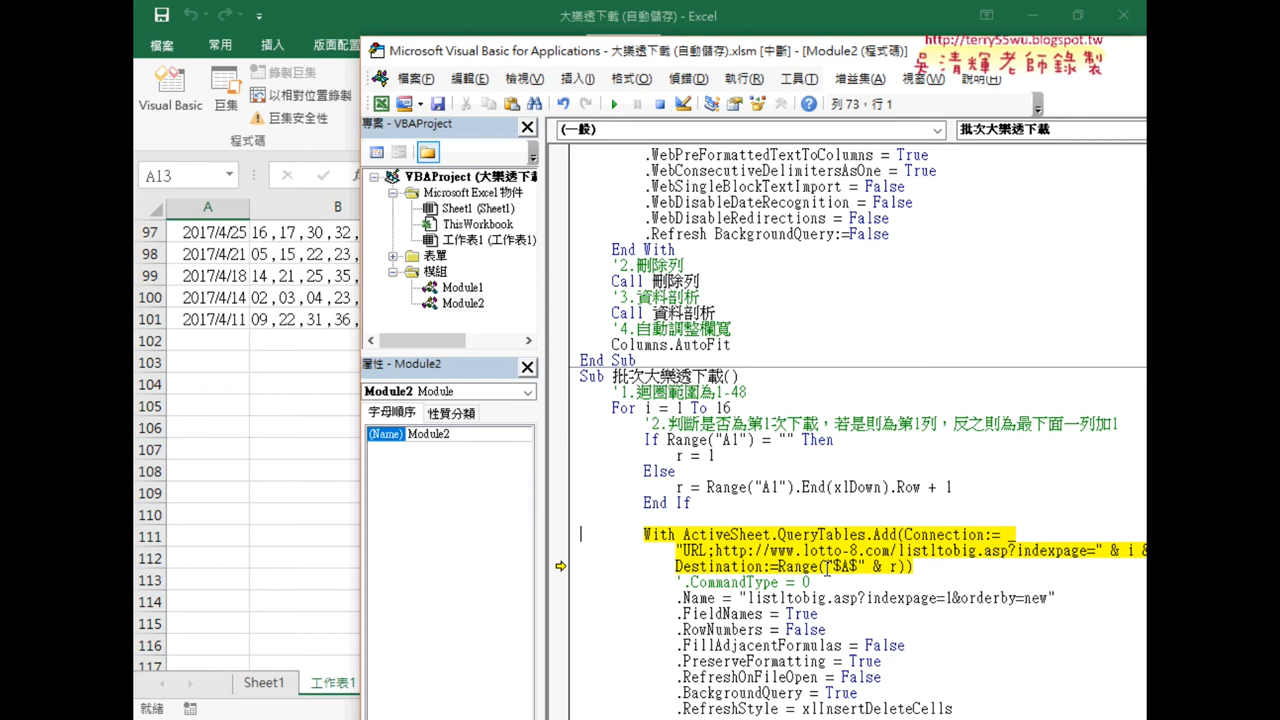 大樂透下載 (自動儲存) - Excel
檔案
常用
插入
版面配置
Visual Basic
巨集
錄製巨集
以相對位置錄製
巨集安全性
程式碼
A13
A
B
97 2017/4/25 16 ,17 ,30 ,32 ,
98 2017/4/21 05 ,15 ,22 ,23 ,
99 2017/4/18 14 ,21 ,25 ,35 ,
100 2017/4/14 02 ,03 ,04 ,23 ,
101 2017/4/11 09 ,22 ,31 ,36 ,
102
103
104
105
106
107
108
109
110
111
112
113
114
115
116
117
Sheet1
工作表1
就緒
Microsoft Visual Basic for Applications - 大樂透下載 (自動儲存).xlsm [中斷] - [Module2 (程式碼)]
http://terry55wu.blogspot.tw
吳清輝老師錄製
檔案(F)
編輯(E)
檢視(V)
插入(I)
格式(O)
偵錯(D)
執行(R)
工具(T)
增益集(A)
視窗(W)
說明(H)
列 73，行 1
專案 - VBAProject
VBAProject (大樂透下載
Microsoft Excel 物件
Sheet1 (Sheet1)
ThisWorkbook
工作表1 (工作表1)
表單
模組
Module1
Module2
屬性 - Module2
Module2 Module
字母順序
性質分類
(Name) Module2
(一般)
批次大樂透下載
.WebPreFormattedTextToColumns = True
.WebConsecutiveDelimitersAsOne = True
.WebSingleBlockTextImport = False
.WebDisableDateRecognition = False
.WebDisableRedirections = False
.Refresh BackgroundQuery:=False
End With
'2.刪除列
Call 刪除列
'3.資料剖析
Call 資料剖析
'4.自動調整欄寬
Columns.AutoFit
End Sub
Sub 批次大樂透下載()
'1.迴圈範圍為1-48
For i = 1 To 16
'2.判斷是否為第1次下載，若是則為第1列，反之則為最下面一列加1
If Range("A1") = "" Then
r = 1
Else
r = Range("A1").End(xlDown).Row + 1
End If
With ActiveSheet.QueryTables.Add(Connection:= _
"URL;http://www.lotto-8.com/listltobig.asp?indexpage=" & i &
Destination:=Range("$A$" & r))
'.CommandType = 0
.Name = "listltobig.asp?indexpage=1&orderby=new"
.FieldNames = True
.RowNumbers = False
.FillAdjacentFormulas = False
.PreserveFormatting = True
.RefreshOnFileOpen = False
.BackgroundQuery = True
.RefreshStyle = xlInsertDeleteCells